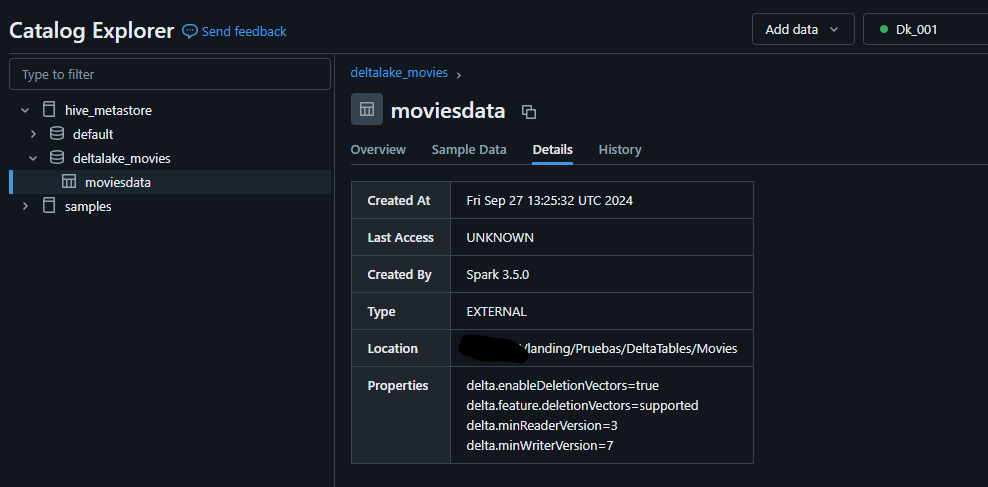 Catalog Explorer Send feedback
Add data
Dk_001
Type to filter
hive_metastore
default
deltalake_movies
moviesdata
samples
deltalake_movies
moviesdata
Overview Sample Data Details History
Created At Fri Sep 27 13:25:32 UTC 2024
Last Access UNKNOWN
Created By Spark 3.5.0
Type EXTERNAL
Location /landing/Pruebas/DeltaTables/Movies
Properties delta.enableDeletionVectors=true
delta.feature.deletionVectors=supported
delta.minReaderVersion=3
delta.minWriterVersion=7